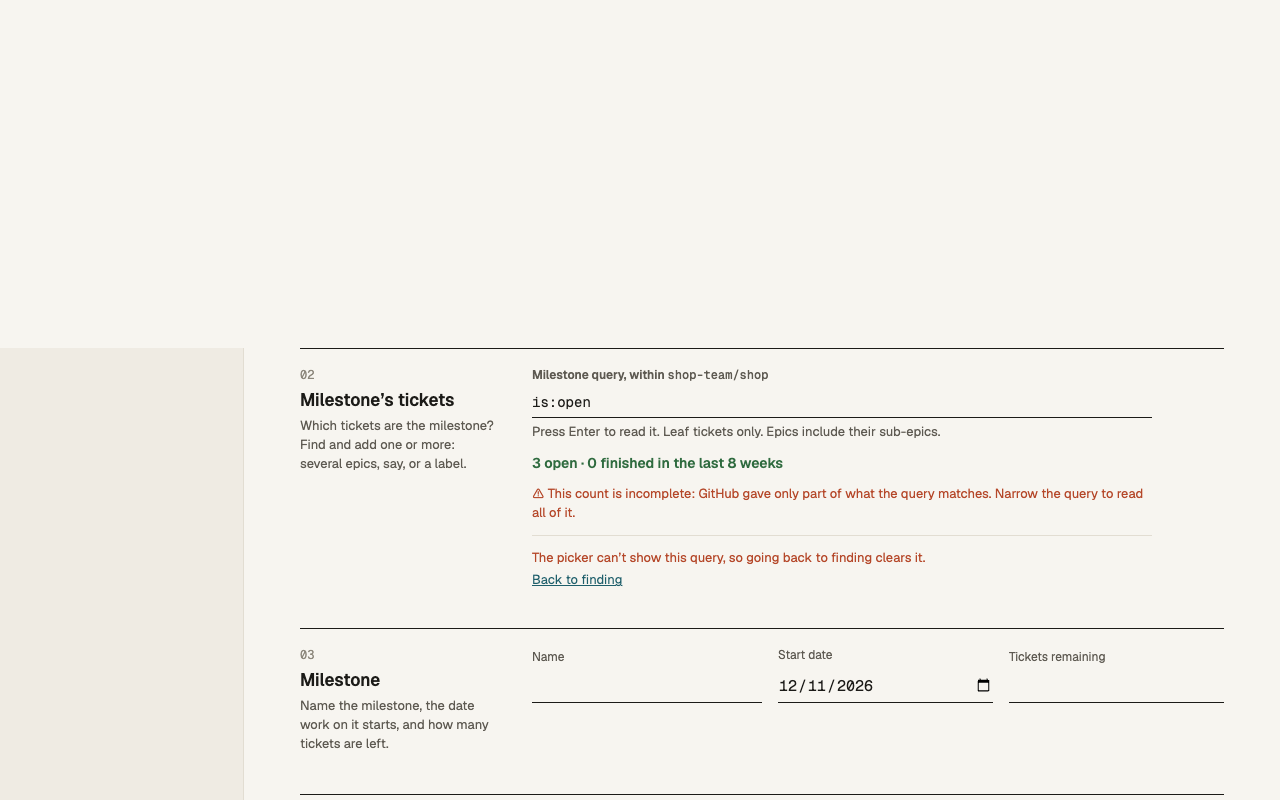 02
Milestone’s tickets
Which tickets are the milestone?
Find and add one or more:
several epics, say, or a label.
Milestone query, within shop-team/shop
is:open
Press Enter to read it. Leaf tickets only. Epics include their sub-epics.
3 open · 0 finished in the last 8 weeks
⚠ This count is incomplete: GitHub gave only part of what the query matches. Narrow the query to read
all of it.
The picker can’t show this query, so going back to finding clears it.
Back to finding
03
Milestone
Name the milestone, the date
work on it starts, and how many
tickets are left.
Name
Start date
12/11/2026
Tickets remaining